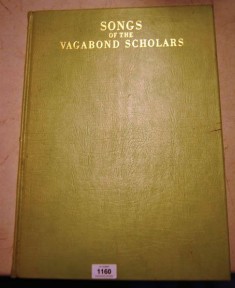 SONGS
OF THE
VAGABOND SCHOLARS
1160